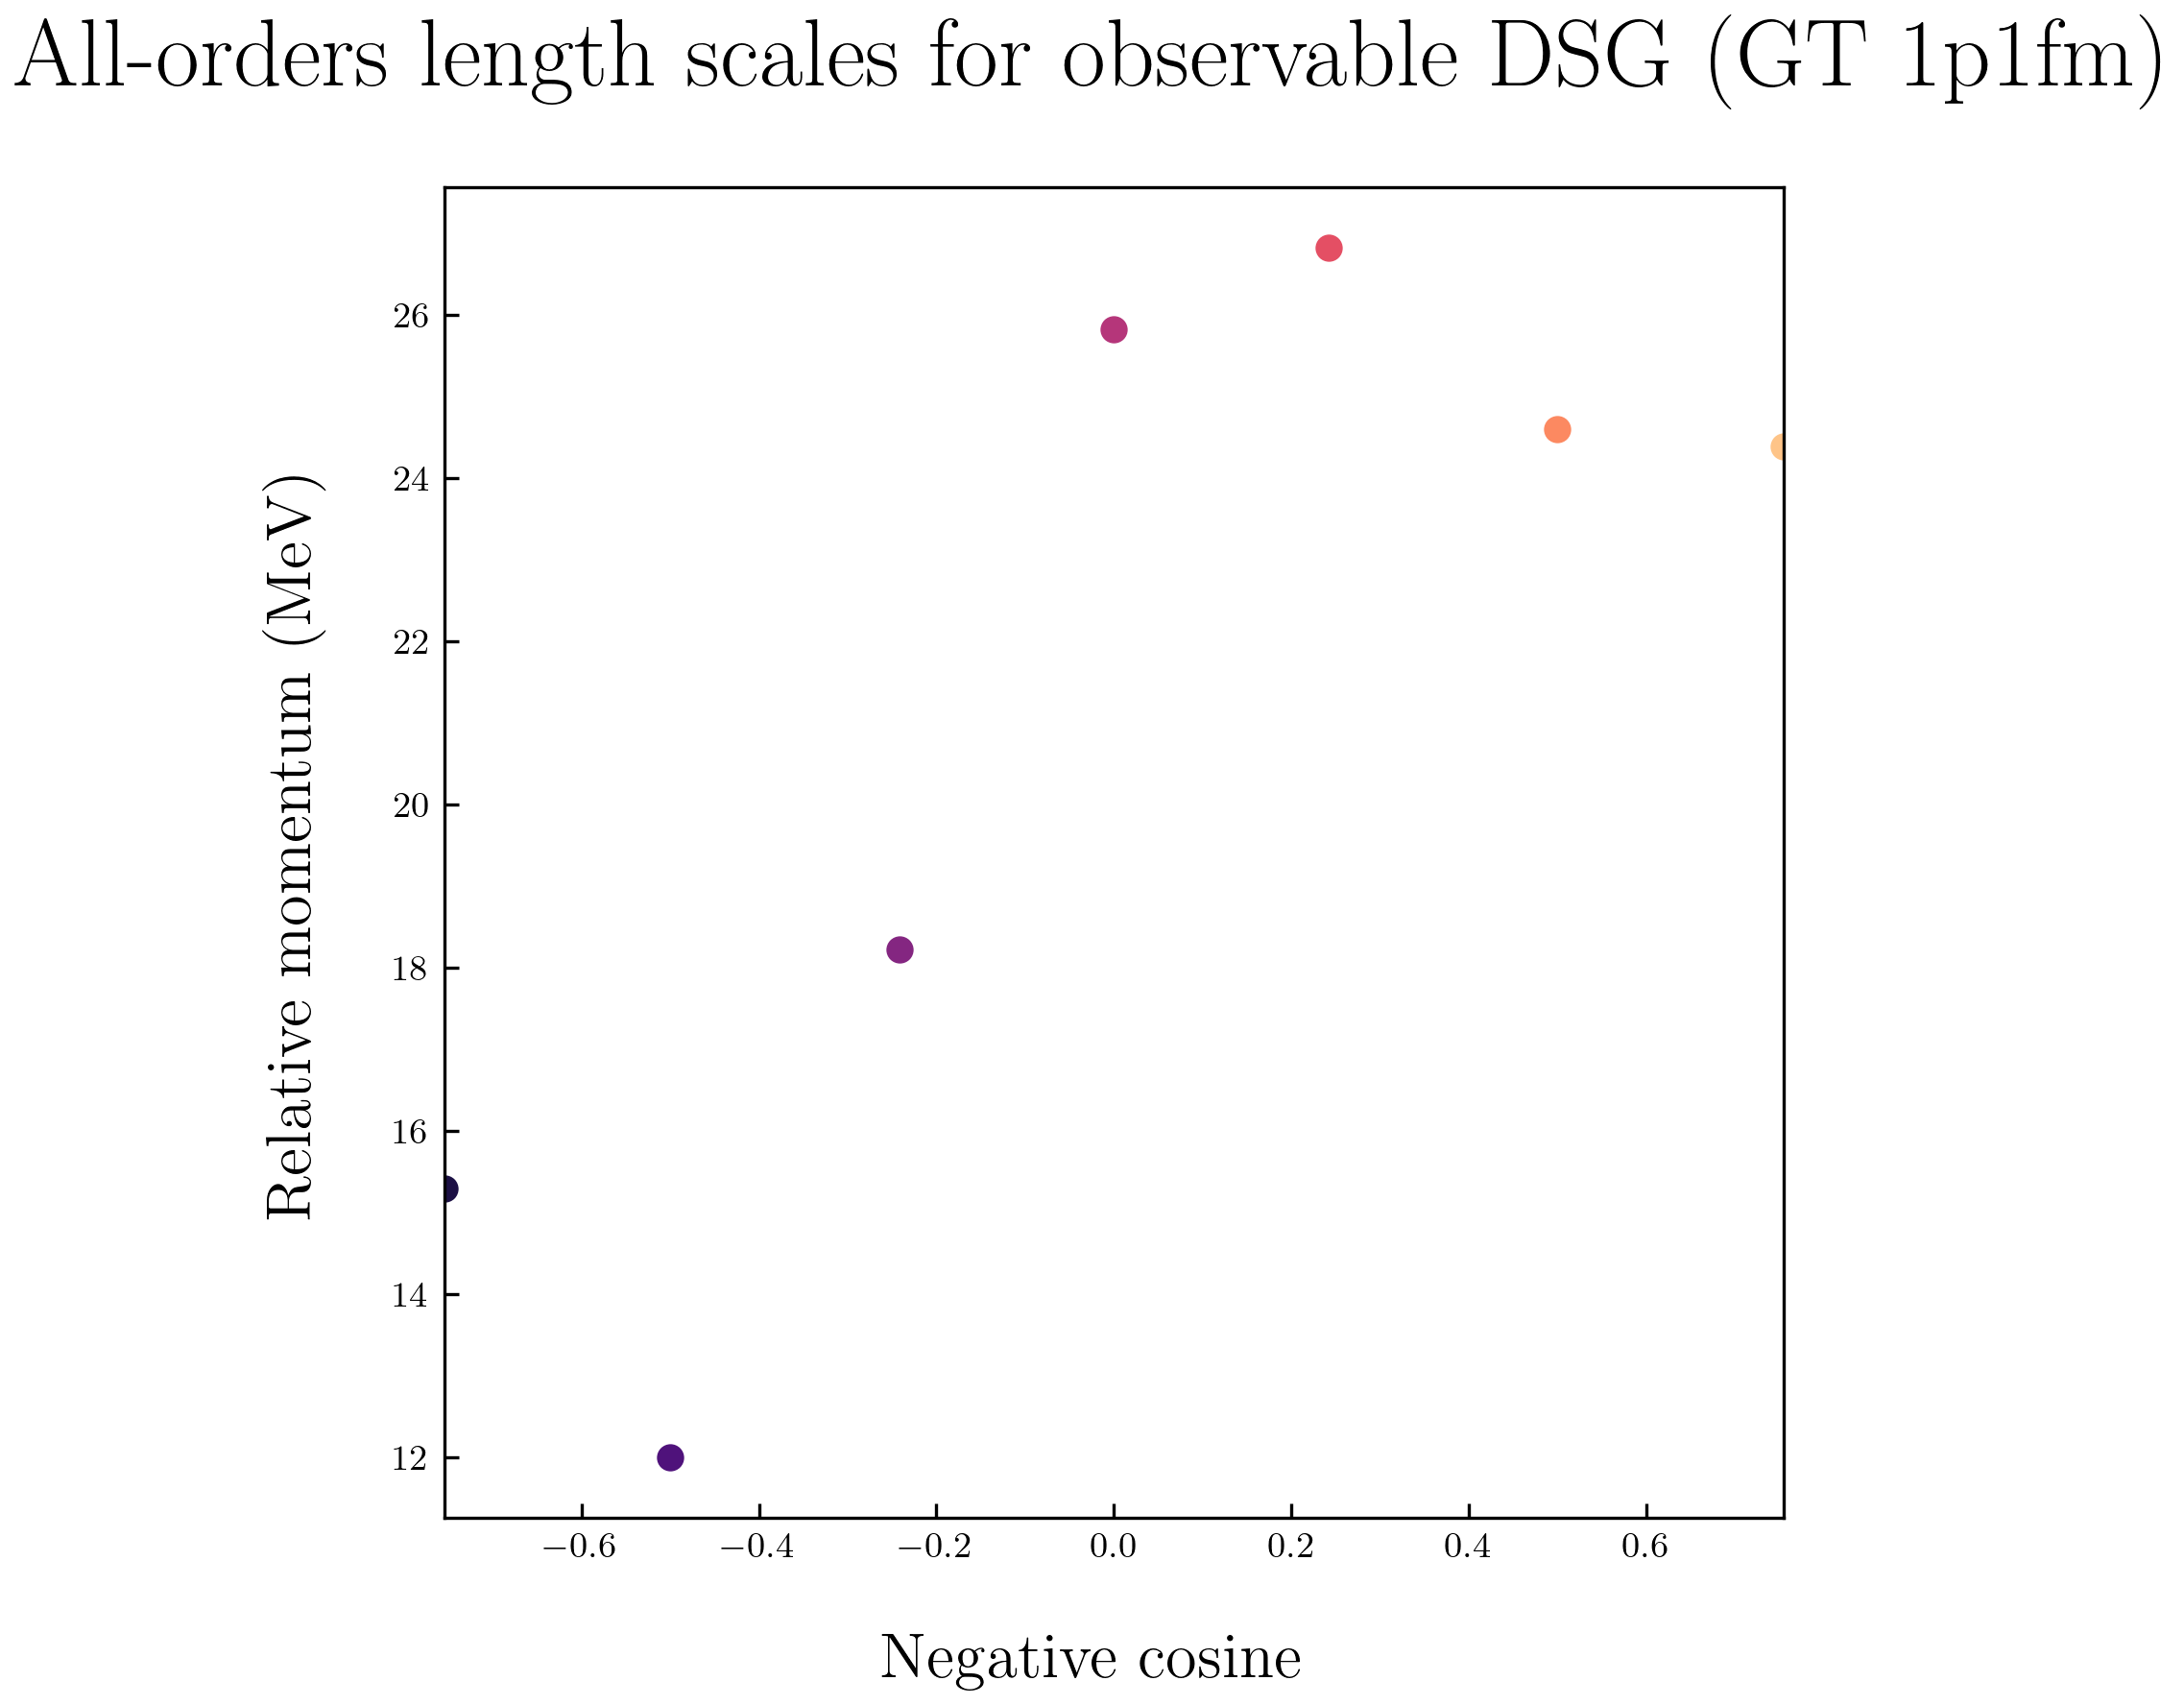 All-orders length scales for observable DSG (GT 1p1fm)
Relative momentum (MeV)
26
24
22
20
18
16
14
12
−0.6 −0.4 −0.2 0.0 0.2 0.4 0.6
Negative cosine